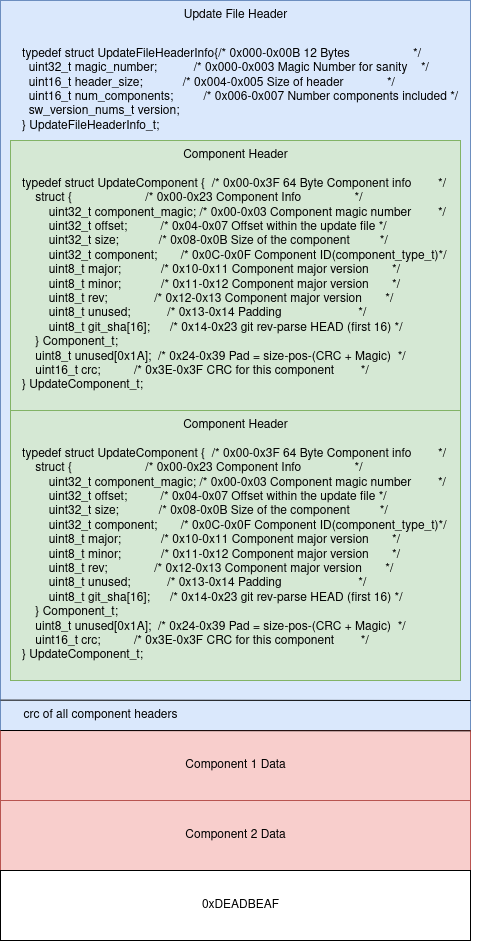 Update File Header
typedef struct UpdateFileHeaderInfo{/* 0x000-0x00B 12 Bytes */
uint32_t magic_number; /* 0x000-0x003 Magic Number for sanity */
uint16_t header_size; /* 0x004-0x005 Size of header */
uint16_t num_components; /* 0x006-0x007 Number components included */
sw_version_nums_t version;
} UpdateFileHeaderInfo_t;
Component Header
typedef struct UpdateComponent { /* 0x00-0x3F 64 Byte Component info */
struct { /* 0x00-0x23 Component Info */
uint32_t component_magic; /* 0x00-0x03 Component magic number */
uint32_t offset; /* 0x04-0x07 Offset within the update file */
uint32_t size; /* 0x08-0x0B Size of the component */
uint32_t component; /* 0x0C-0x0F Component ID(component_type_t)*/
uint8_t major; /* 0x10-0x11 Component major version */
uint8_t minor; /* 0x11-0x12 Component major version */
uint8_t rev; /* 0x12-0x13 Component major version */
uint8_t unused; /* 0x13-0x14 Padding */
uint8_t git_sha[16]; /* 0x14-0x23 git rev-parse HEAD (first 16) */
} Component_t;
uint8_t unused[0x1A]; /* 0x24-0x39 Pad = size-pos-(CRC + Magic) */
uint16_t crc; /* 0x3E-0x3F CRC for this component */
} UpdateComponent_t;
Component Header
typedef struct UpdateComponent { /* 0x00-0x3F 64 Byte Component info */
struct { /* 0x00-0x23 Component Info */
uint32_t component_magic; /* 0x00-0x03 Component magic number */
uint32_t offset; /* 0x04-0x07 Offset within the update file */
uint32_t size; /* 0x08-0x0B Size of the component */
uint32_t component; /* 0x0C-0x0F Component ID(component_type_t)*/
uint8_t major; /* 0x10-0x11 Component major version */
uint8_t minor; /* 0x11-0x12 Component major version */
uint8_t rev; /* 0x12-0x13 Component major version */
uint8_t unused; /* 0x13-0x14 Padding */
uint8_t git_sha[16]; /* 0x14-0x23 git rev-parse HEAD (first 16) */
} Component_t;
uint8_t unused[0x1A]; /* 0x24-0x39 Pad = size-pos-(CRC + Magic) */
uint16_t crc; /* 0x3E-0x3F CRC for this component */
} UpdateComponent_t;
crc of all component headers
Component 1 Data
Component 2 Data
0xDEADBEAF